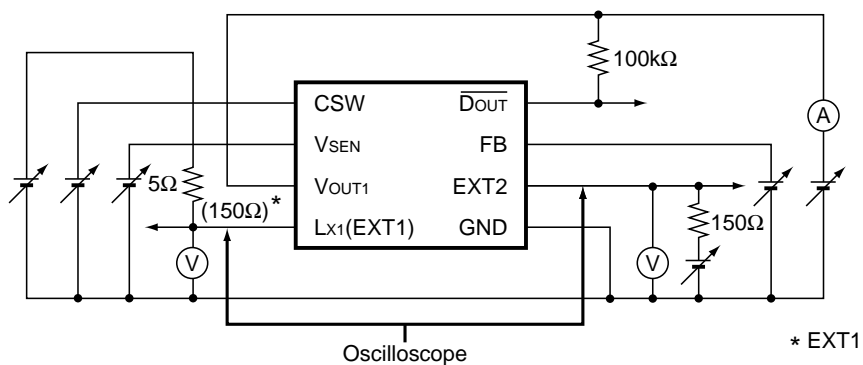 100kΩ
CSW
DOUT
A
VSEN
FB
5Ω
VOUT1
EXT2
(150Ω)*
150Ω
LX1(EXT1)
GND
V
V
Oscilloscope
* EXT1